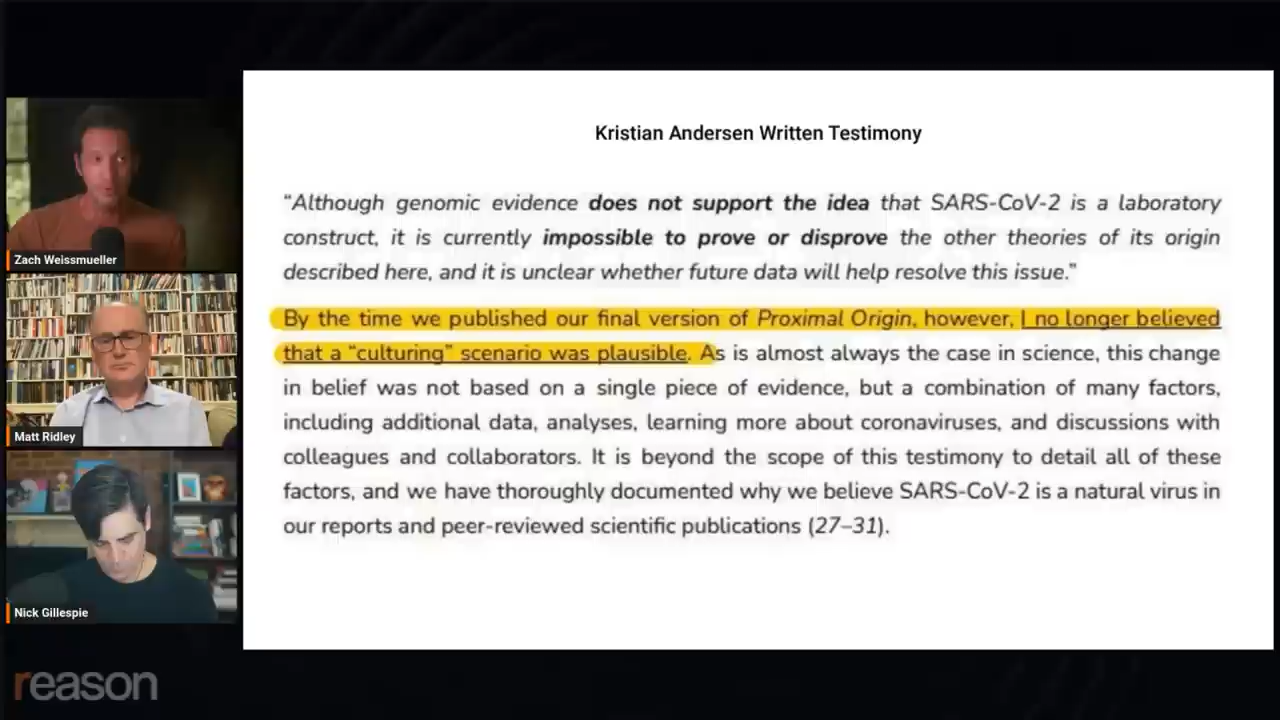 Kristian Andersen Written Testimony
“Although genomic evidence does not support the idea that SARS-CoV-2 is a laboratory
construct, it is currently impossible to prove or disprove the other theories of its origin
described here, and it is unclear whether future data will help resolve this issue.”
By the time we published our final version of Proximal Origin, however, I no longer believed
that a “culturing” scenario was plausible. As is almost always the case in science, this change
in belief was not based on a single piece of evidence, but a combination of many factors,
including additional data, analyses, learning more about coronaviruses, and discussions with
colleagues and collaborators. It is beyond the scope of this testimony to detail all of these
factors, and we have thoroughly documented why we believe SARS-CoV-2 is a natural virus in
our reports and peer-reviewed scientific publications (27–31).
Zach Weissmueller
Matt Ridley
Nick Gillespie
reason